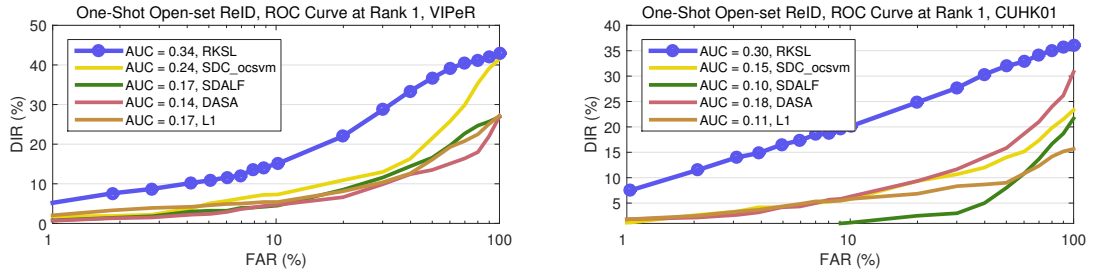 One-Shot Open-set ReID, ROC Curve at Rank 1, VIPeR
50
40
30
20
10
0
DIR (%)
AUC = 0.34, RKSL
AUC = 0.24, SDC_ocsvm
AUC = 0.17, SDALF
AUC = 0.14, DASA
AUC = 0.17, L1
1 10 100
FAR (%)
One-Shot Open-set ReID, ROC Curve at Rank 1, CUHK01
40
35
30
25
20
15
10
5
DIR (%)
AUC = 0.30, RKSL
AUC = 0.15, SDC_ocsvm
AUC = 0.10, SDALF
AUC = 0.18, DASA
AUC = 0.11, L1
1 10 100
FAR (%)